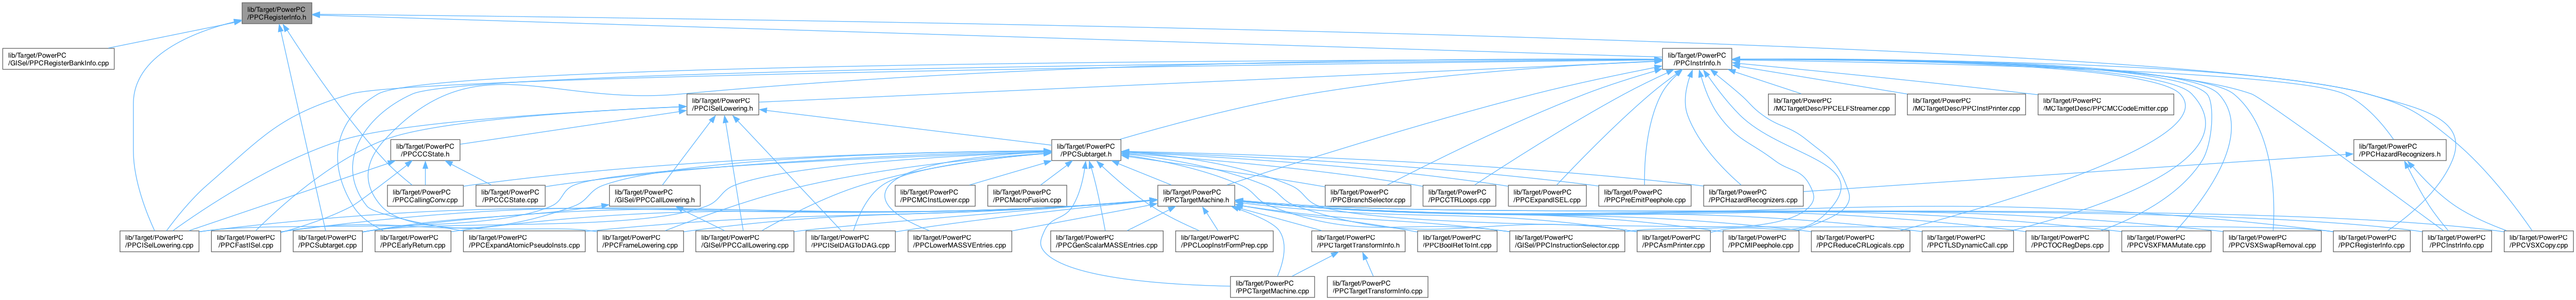 lib/Target/PowerPC
/PPCRegisterInfo.h
lib/Target/PowerPC
/GISel/PPCRegisterBankInfo.cpp
lib/Target/PowerPC
/PPCInstrInfo.h
lib/Target/PowerPC
/PPCISelLowering.h
lib/Target/PowerPC
/MCTargetDesc/PPCELFStreamer.cpp
lib/Target/PowerPC
/MCTargetDesc/PPCInstPrinter.cpp
lib/Target/PowerPC
/MCTargetDesc/PPCMCCodeEmitter.cpp
lib/Target/PowerPC
/PPCCCState.h
lib/Target/PowerPC
/PPCSubtarget.h
lib/Target/PowerPC
/PPCHazardRecognizers.h
lib/Target/PowerPC
/PPCCallingConv.cpp
lib/Target/PowerPC
/PPCCCState.cpp
lib/Target/PowerPC
/GISel/PPCCallLowering.h
lib/Target/PowerPC
/PPCMCInstLower.cpp
lib/Target/PowerPC
/PPCMacroFusion.cpp
lib/Target/PowerPC
/PPCTargetMachine.h
lib/Target/PowerPC
/PPCBranchSelector.cpp
lib/Target/PowerPC
/PPCCTRLoops.cpp
lib/Target/PowerPC
/PPCExpandISEL.cpp
lib/Target/PowerPC
/PPCPreEmitPeephole.cpp
lib/Target/PowerPC
/PPCHazardRecognizers.cpp
lib/Target/PowerPC
/PPCISelLowering.cpp
lib/Target/PowerPC
/PPCFastISel.cpp
lib/Target/PowerPC
/PPCSubtarget.cpp
lib/Target/PowerPC
/PPCEarlyReturn.cpp
lib/Target/PowerPC
/PPCExpandAtomicPseudoInsts.cpp
lib/Target/PowerPC
/PPCFrameLowering.cpp
lib/Target/PowerPC
/GISel/PPCCallLowering.cpp
lib/Target/PowerPC
/PPCISelDAGToDAG.cpp
lib/Target/PowerPC
/PPCLowerMASSVEntries.cpp
lib/Target/PowerPC
/PPCGenScalarMASSEntries.cpp
lib/Target/PowerPC
/PPCLoopInstrFormPrep.cpp
lib/Target/PowerPC
/PPCTargetTransformInfo.h
lib/Target/PowerPC
/PPCBoolRetToInt.cpp
lib/Target/PowerPC
/GISel/PPCInstructionSelector.cpp
lib/Target/PowerPC
/PPCAsmPrinter.cpp
lib/Target/PowerPC
/PPCMIPeephole.cpp
lib/Target/PowerPC
/PPCReduceCRLogicals.cpp
lib/Target/PowerPC
/PPCTLSDynamicCall.cpp
lib/Target/PowerPC
/PPCTOCRegDeps.cpp
lib/Target/PowerPC
/PPCVSXFMAMutate.cpp
lib/Target/PowerPC
/PPCVSXSwapRemoval.cpp
lib/Target/PowerPC
/PPCRegisterInfo.cpp
lib/Target/PowerPC
/PPCInstrInfo.cpp
lib/Target/PowerPC
/PPCVSXCopy.cpp
lib/Target/PowerPC
/PPCTargetMachine.cpp
lib/Target/PowerPC
/PPCTargetTransformInfo.cpp